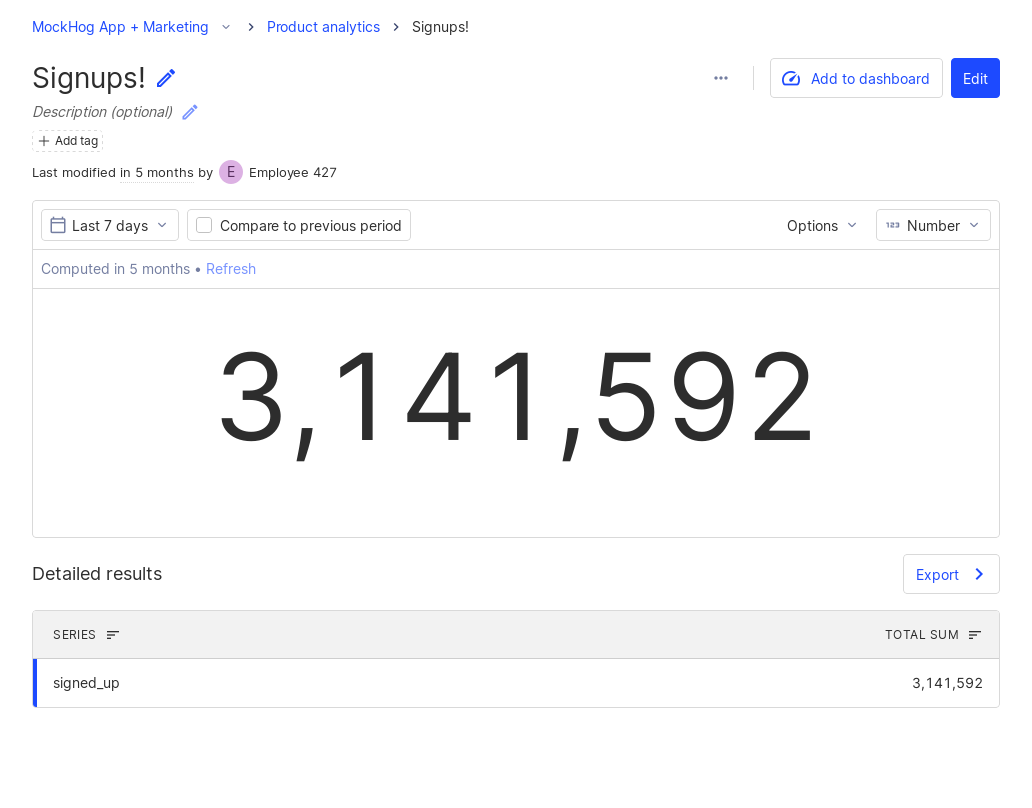 MockHog App + Marketing Product analytics Signups!
Signups!
Add to dashboard Edit
Description (optional)
Add tag
Last modified in 5 months by E Employee 427
Last 7 days Compare to previous period Options 123 Number
Computed in 5 months • Refresh
3,141,592
Detailed results Export
SERIES TOTAL SUM
signed_up 3,141,592